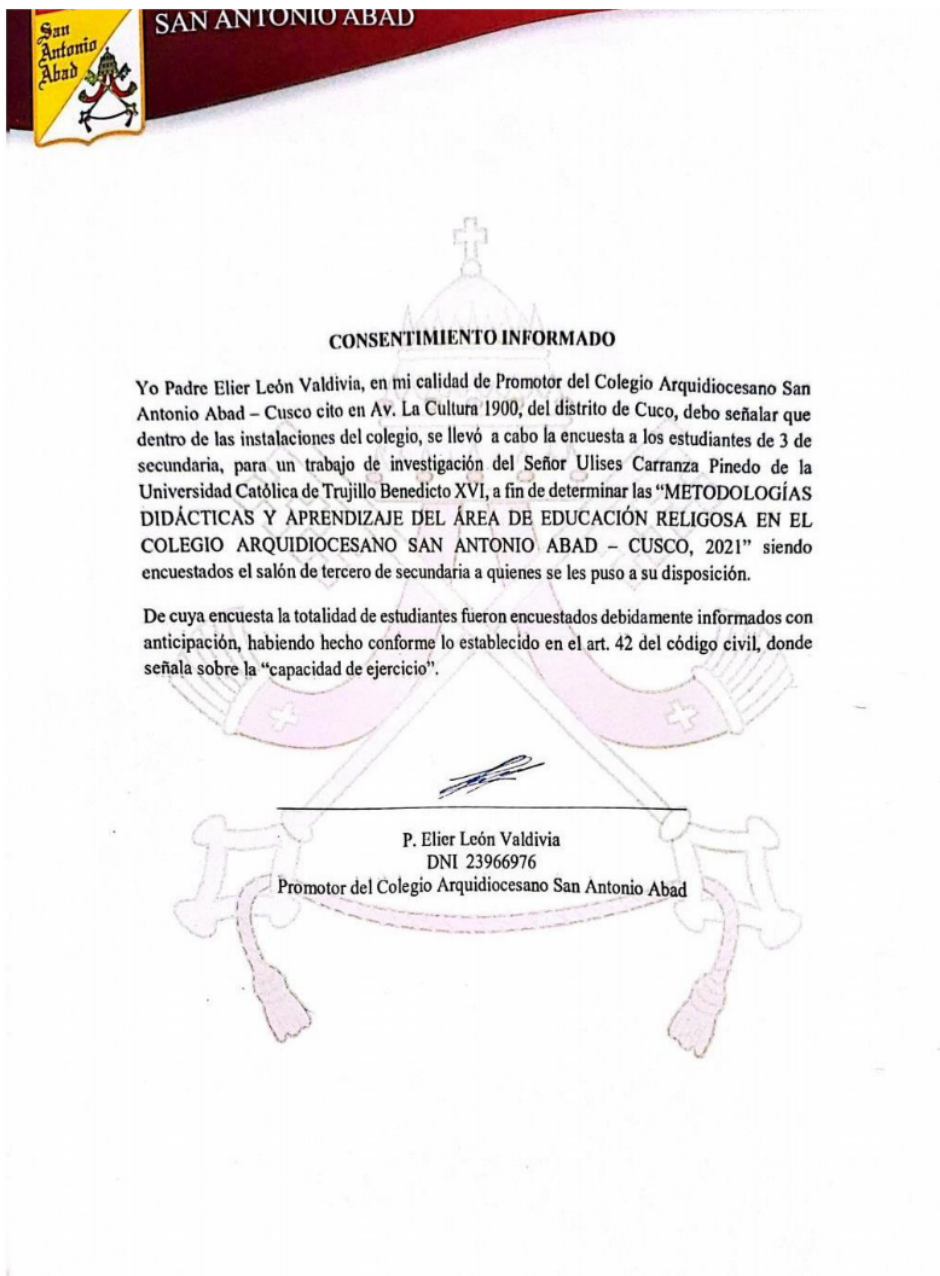 SAN ANTONIO ABAD
San
Antonio
Abad
CONSENTIMIENTO INFORMADO
Yo Padre Elier León Valdivia, en mi calidad de Promotor del Colegio Arquidiocesano San
Antonio Abad – Cusco cito en Av. La Cultura 1900, del distrito de Cuco, debo señalar que
dentro de las instalaciones del colegio, se llevó a cabo la encuesta a los estudiantes de 3 de
secundaria, para un trabajo de investigación del Señor Ulises Carranza Pinedo de la
Universidad Católica de Trujillo Benedicto XVI, a fin de determinar las “METODOLOGÍAS
DIDÁCTICAS Y APRENDIZAJE DEL ÁREA DE EDUCACIÓN RELIGOSA EN EL
COLEGIO ARQUIDIOCESANO SAN ANTONIO ABAD – CUSCO, 2021” siendo
encuestados el salón de tercero de secundaria a quienes se les puso a su disposición.
De cuya encuesta la totalidad de estudiantes fueron encuestados debidamente informados con
anticipación, habiendo hecho conforme lo establecido en el art. 42 del código civil, donde
señala sobre la “capacidad de ejercicio”.
P. Elier León Valdivia
DNI 23966976
Promotor del Colegio Arquidiocesano San Antonio Abad